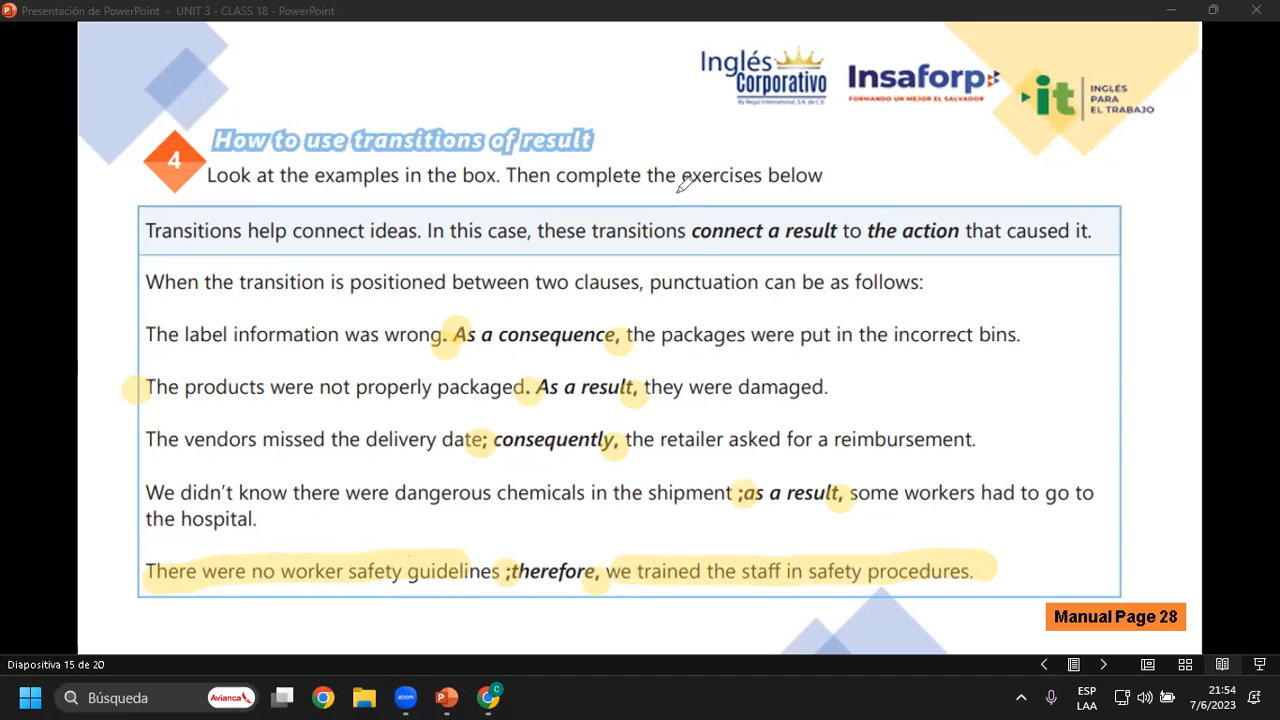 Presentación de PowerPoint - UNIT 3 - CLASS 18 - PowerPoint
Inglés
Corporativo
By Regal International, S.A. de C.V.
Insaforp
FORMANDO UN MEJOR EL SALVADOR
it
INGLÉS
PARA
EL TRABAJO
4
How to use transitions of result
Look at the examples in the box. Then complete the exercises below
Transitions help connect ideas. In this case, these transitions connect a result to the action that caused it.
When the transition is positioned between two clauses, punctuation can be as follows:
The label information was wrong. As a consequence, the packages were put in the incorrect bins.
The products were not properly packaged. As a result, they were damaged.
The vendors missed the delivery date; consequently, the retailer asked for a reimbursement.
We didn't know there were dangerous chemicals in the shipment ;as a result, some workers had to go to
the hospital.
There were no worker safety guidelines ;therefore, we trained the staff in safety procedures.
Manual Page 28
Diapositiva 15 de 20
Búsqueda
Avianca
zoom
C
ESP
LAA
21:54
7/6/2023